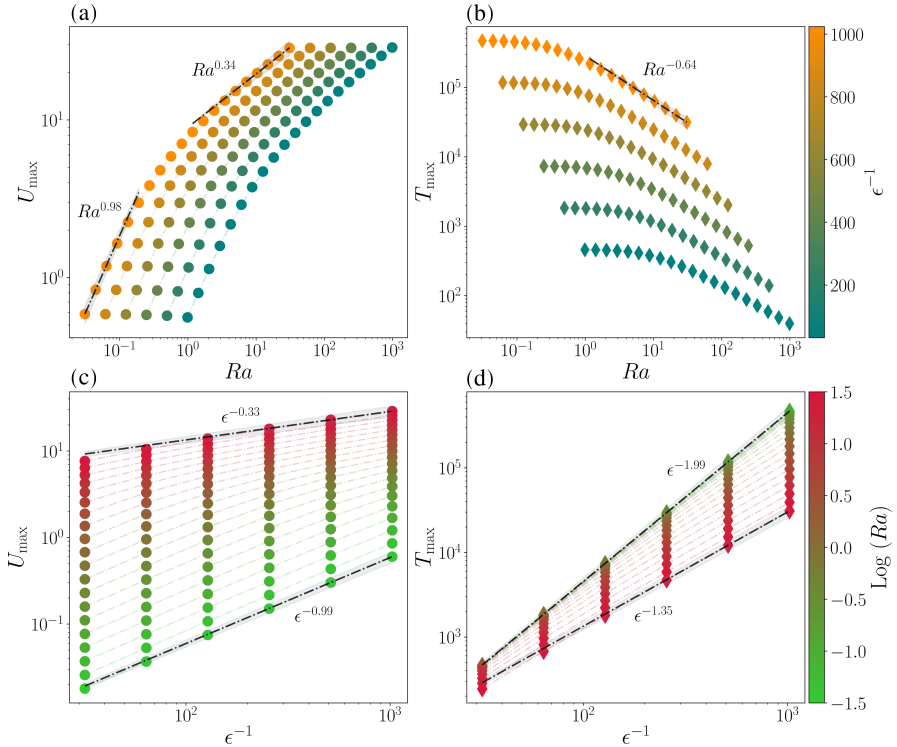 (a)
(b)
U_max
10^1
10^0
Ra^0.34
Ra^0.98
10^−1
10^0
10^1
10^2
10^3
Ra
T_max
10^5
10^4
10^3
10^2
Ra^−0.64
10^−1
10^0
10^1
10^2
10^3
Ra
1000
800
600
400
200
ϵ^−1
(c)
(d)
U_max
10^1
10^0
10^−1
ϵ^−0.33
ϵ^−0.99
10^2
10^3
ϵ^−1
T_max
10^5
10^4
10^3
ϵ^−1.99
ϵ^−1.35
10^2
10^3
ϵ^−1
1.5
1.0
0.5
0.0
−0.5
−1.0
−1.5
Log (Ra)